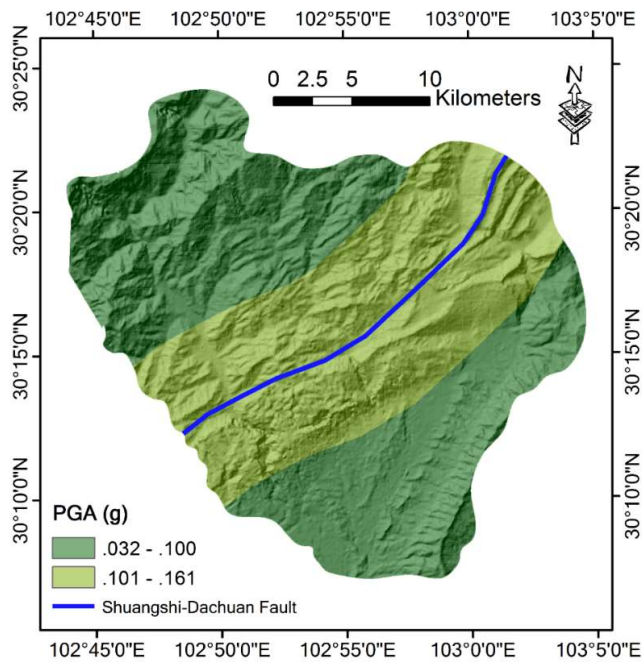 102°45'0"E 102°50'0"E 102°55'0"E 103°0'0"E 103°5'0"E
30°25'0"N
0 2.5 5 10
Kilometers
N
30°20'0"N 30°20'0"N
30°15'0"N 30°15'0"N
30°10'0"N 30°10'0"N
PGA (g)
.032 - .100
.101 - .161
Shuangshi-Dachuan Fault
102°45'0"E 102°50'0"E 102°55'0"E 103°0'0"E 103°5'0"E